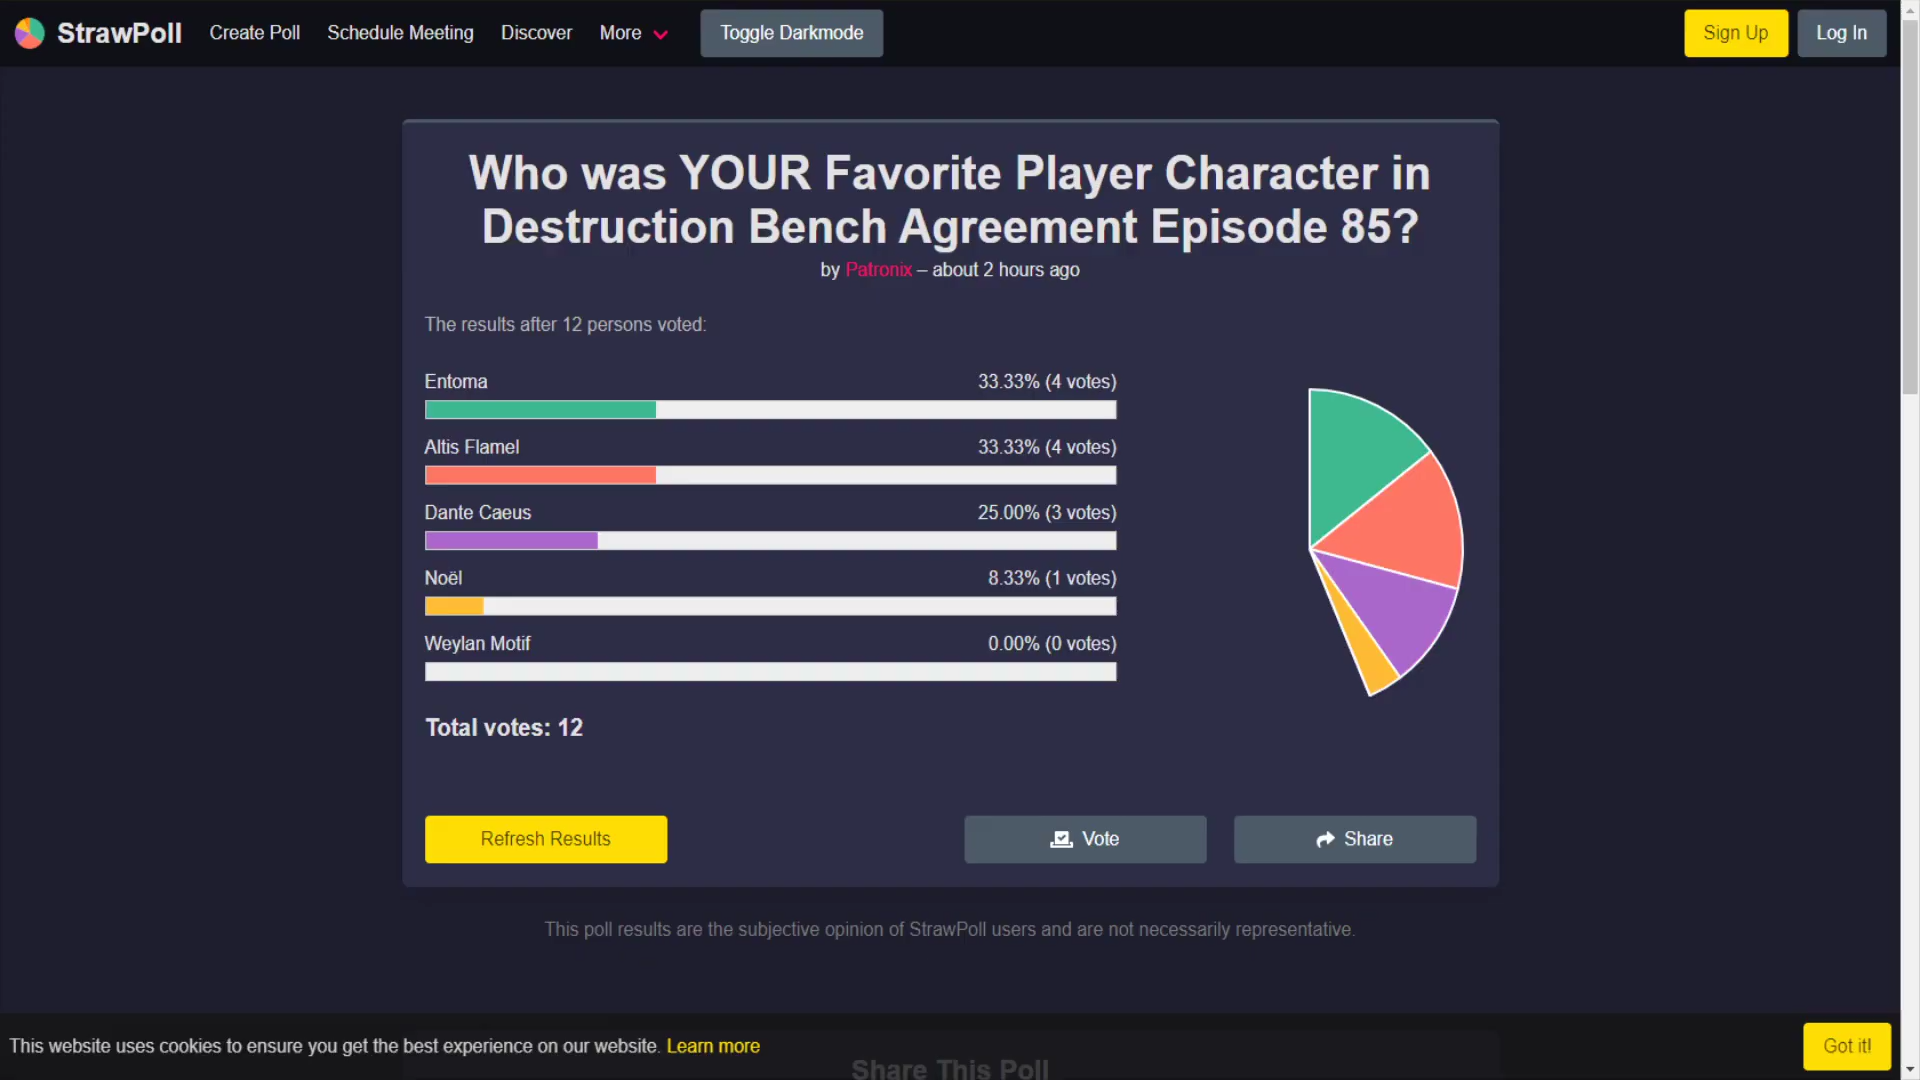 StrawPoll Create Poll Schedule Meeting Discover More Toggle Darkmode Sign Up Log In
Who was YOUR Favorite Player Character in
Destruction Bench Agreement Episode 85?
by Patronix – about 2 hours ago
The results after 12 persons voted:
Entoma 33.33% (4 votes)
Altis Flamel 33.33% (4 votes)
Dante Caeus 25.00% (3 votes)
Noël 8.33% (1 votes)
Weylan Motif 0.00% (0 votes)
Total votes: 12
Refresh Results Vote Share
This poll results are the subjective opinion of StrawPoll users and are not necessarily representative.
This website uses cookies to ensure you get the best experience on our website. Learn more Got it!
Share This Poll